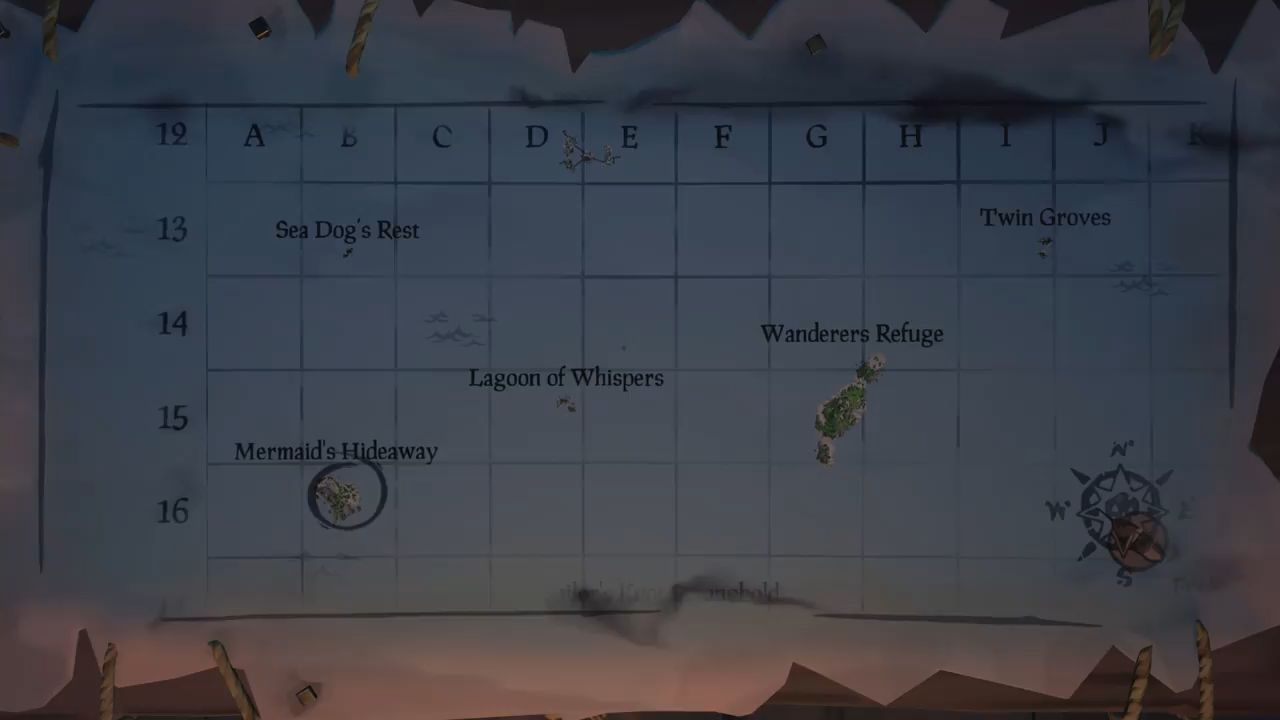 12 A B C D E F G H I J K
13
Sea Dog's Rest
Twin Groves
14
Wanderers Refuge
15
Lagoon of Whispers
Mermaid's Hideaway
16
N
W E
S